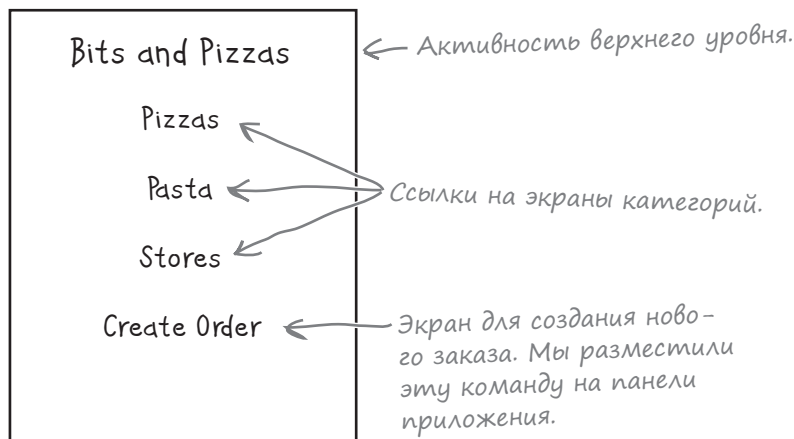 Bits and Pizzas
Активность верхнего уровня.
Pizzas
Pasta
Ссылки на экраны категорий.
Stores
Create Order
Экран для создания ново-
го заказа. Мы разместили
эту команду на панели
приложения.